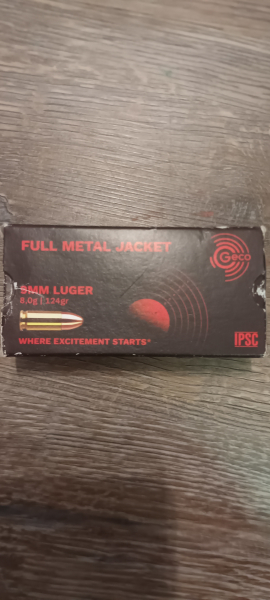 FULL METAL JACKET
Geco
9MM LUGER
8,0g | 124gr
WHERE EXCITEMENT STARTS*
IPSC